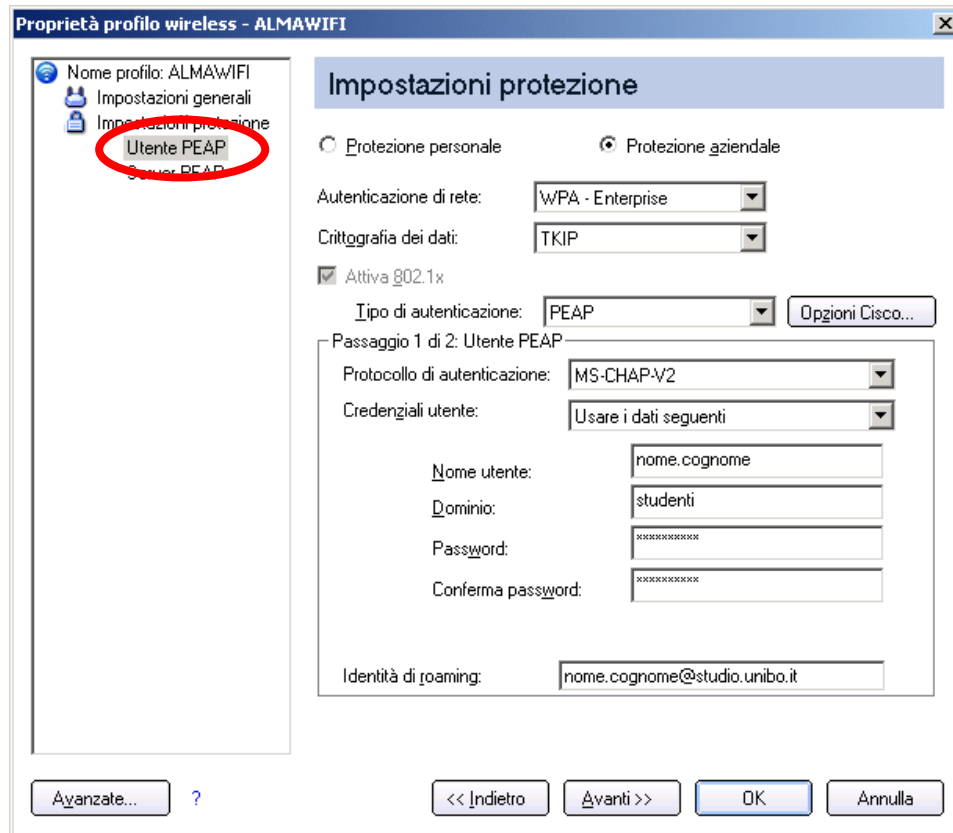 Proprietà profilo wireless - ALMAWIFI
Nome profilo: ALMAWIFI
Impostazioni generali
Impostazioni protezione
Utente PEAP
Server PEAP
Impostazioni protezione
Protezione personale
Protezione aziendale
Autenticazione di rete: WPA - Enterprise
Crittografia dei dati: TKIP
Attiva 802.1x
Tipo di autenticazione: PEAP Opzioni Cisco...
Passaggio 1 di 2: Utente PEAP
Protocollo di autenticazione: MS-CHAP-V2
Credenziali utente: Usare i dati seguenti
Nome utente: nome.cognome
Dominio: studenti
Password: xxxxxxxxxx
Conferma password: xxxxxxxxxx
Identità di roaming: nome.cognome@studio.unibo.it
Avanzate... ? << Indietro Avanti >> OK Annulla